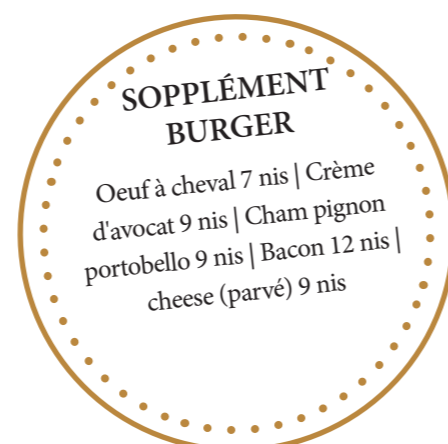 SOPPLÉMENT
BURGER
Oeuf à cheval 7 nis | Crème
d'avocat 9 nis | Cham pignon
portobello 9 nis | Bacon 12 nis |
cheese (parvé) 9 nis